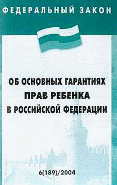 ФЕДЕРАЛЬНЫЙ ЗАКОН
ОБ ОСНОВНЫХ ГАРАНТИЯХ
ПРАВ РЕБЕНКА
В РОССИЙСКОЙ ФЕДЕРАЦИИ
6(189)/2004